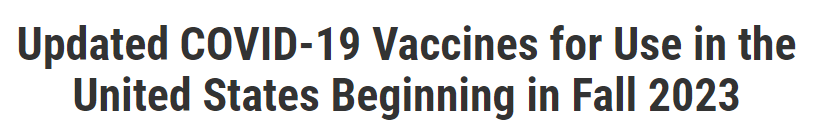 Updated COVID-19 Vaccines for Use in the
United States Beginning in Fall 2023